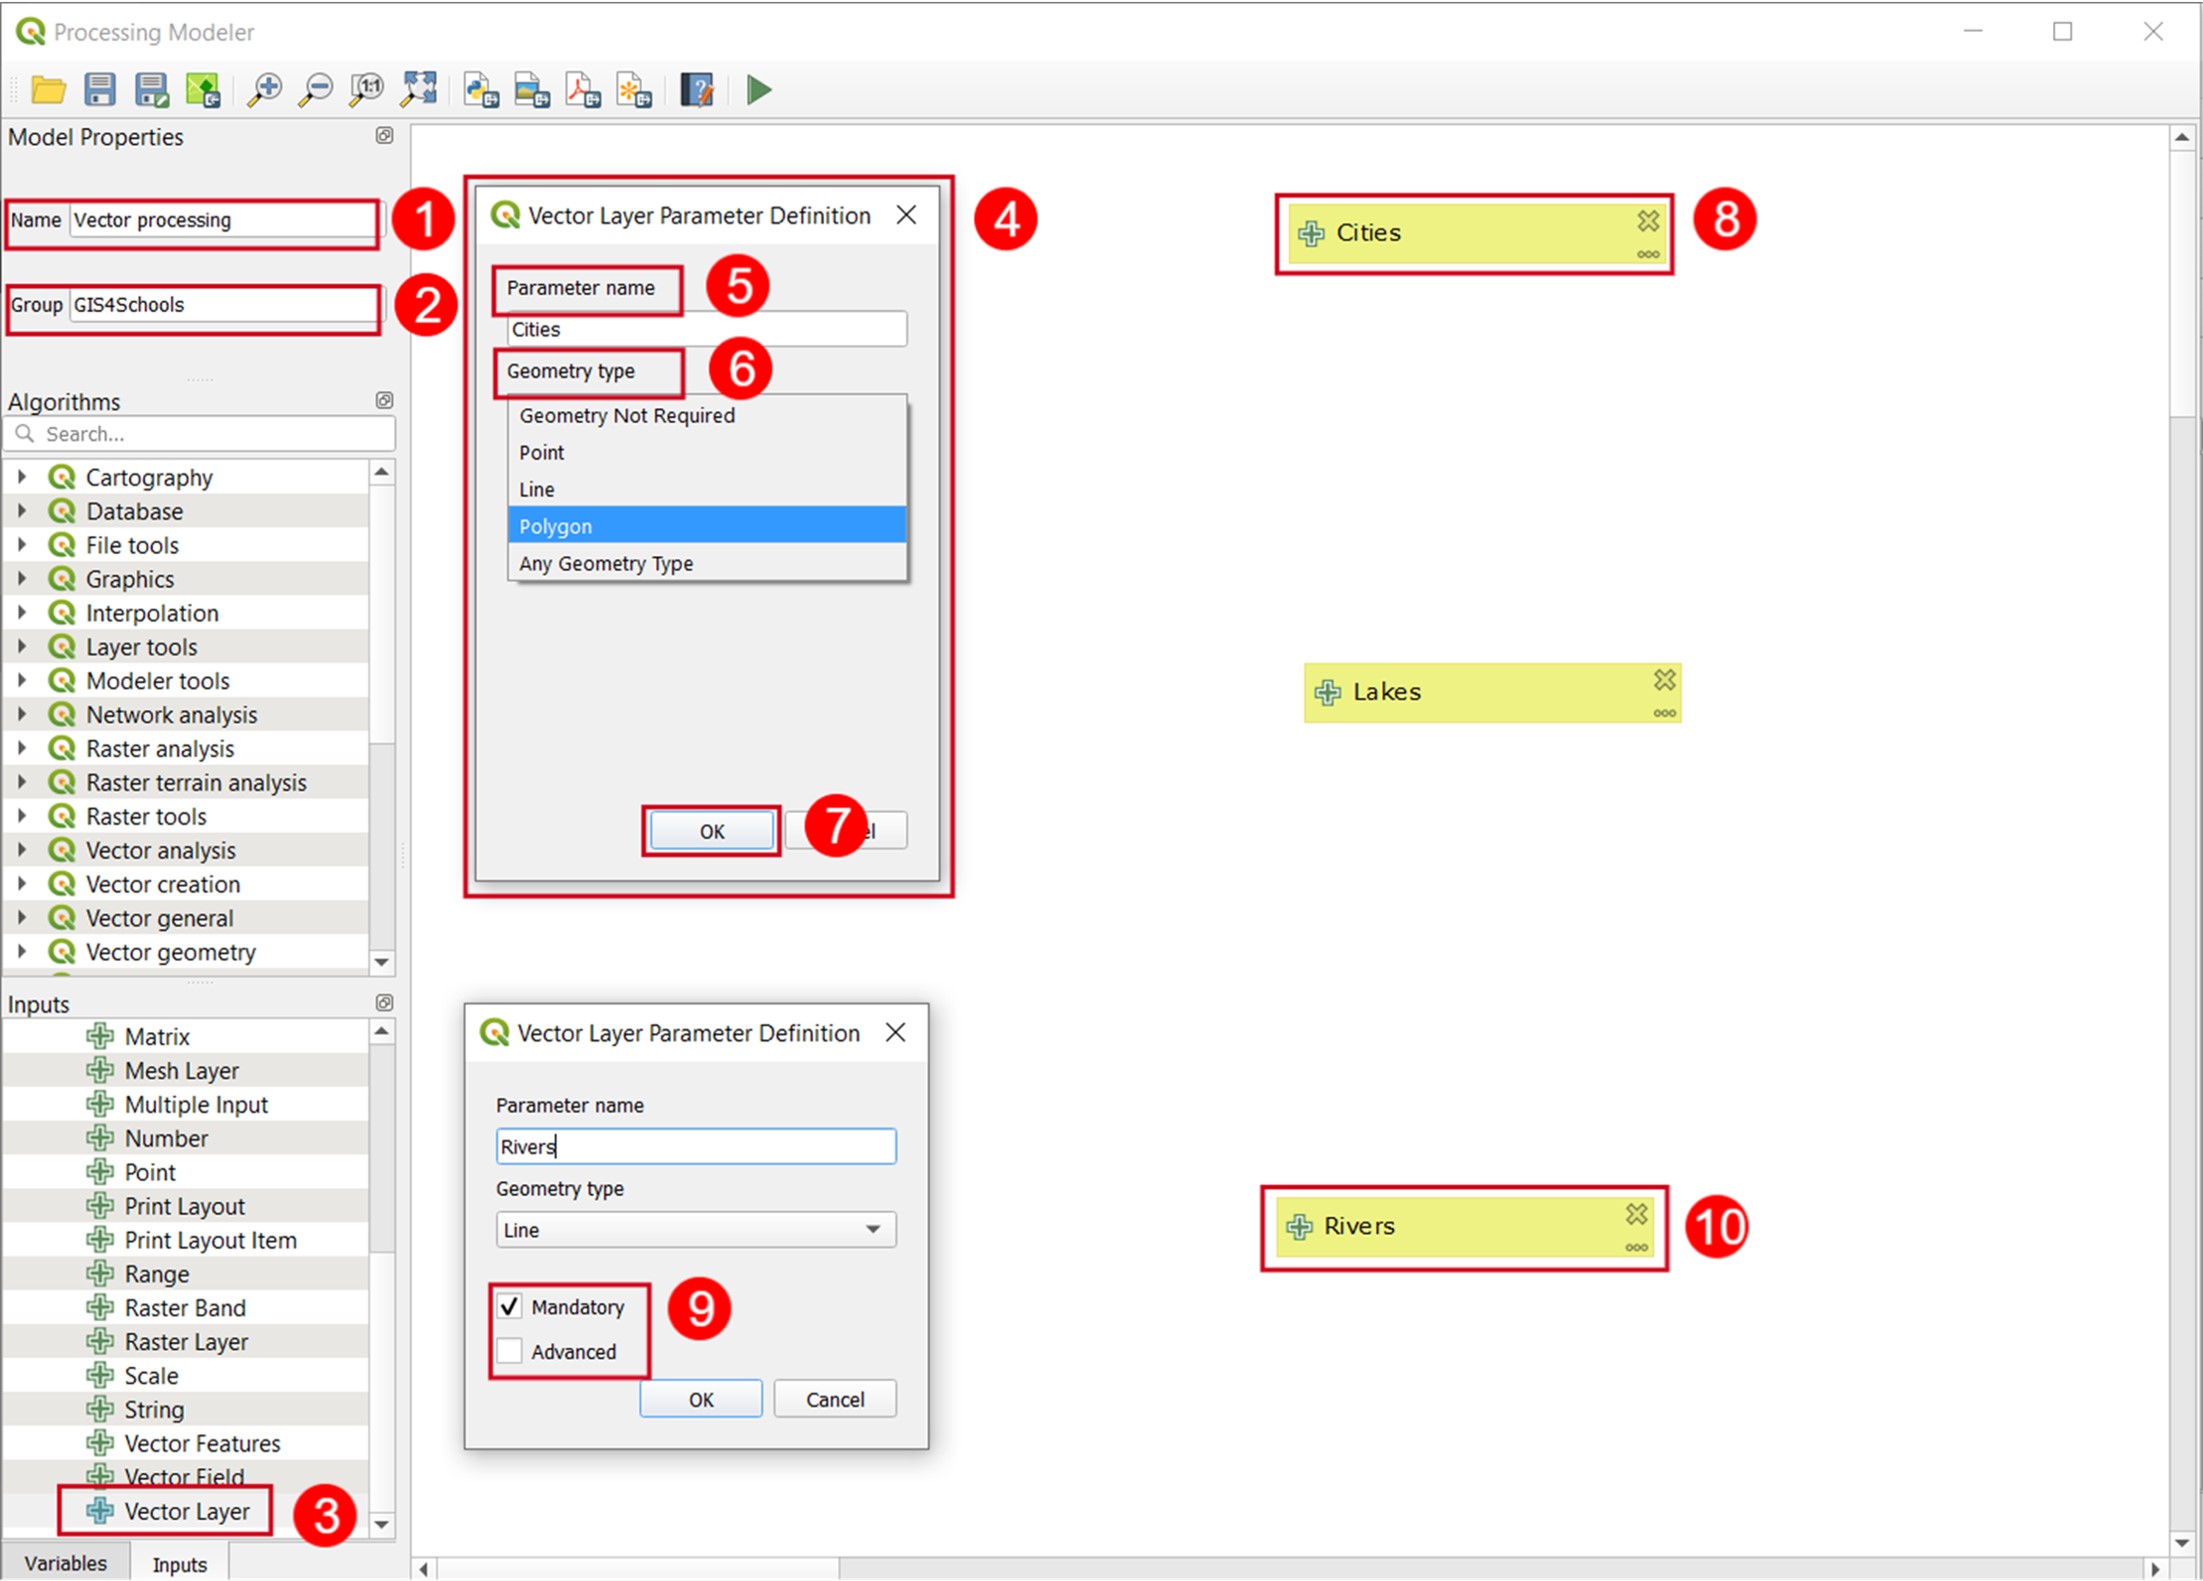 Processing Modeler
1:1
Model Properties
Name Vector processing
1
Group GIS4Schools
2
Algorithms
Search...
Cartography
Database
File tools
Graphics
Interpolation
Layer tools
Modeler tools
Network analysis
Raster analysis
Raster terrain analysis
Raster tools
Vector analysis
Vector creation
Vector general
Vector geometry
Inputs
Matrix
Mesh Layer
Multiple Input
Number
Point
Print Layout
Print Layout Item
Range
Raster Band
Raster Layer
Scale
String
Vector Features
Vector Field
Vector Layer
3
Variables Inputs
Vector Layer Parameter Definition
4
Parameter name
5
Cities
Geometry type
6
Geometry Not Required
Point
Line
Polygon
Any Geometry Type
OK
7
Vector Layer Parameter Definition
Parameter name
Rivers
Geometry type
Line
Mandatory
9
Advanced
OK Cancel
Cities
8
Lakes
Rivers
10